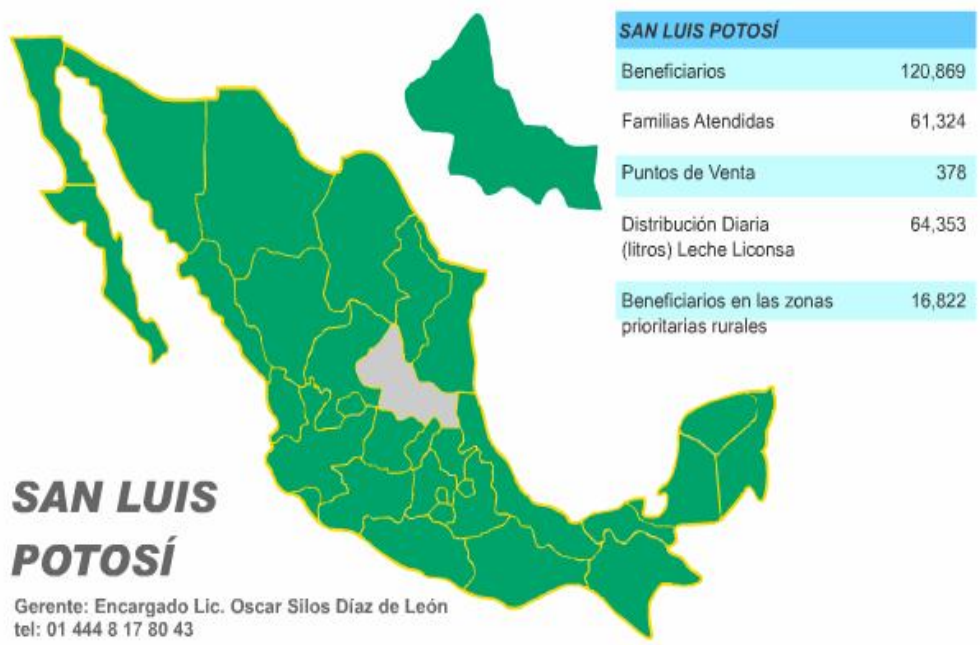 SAN LUIS POTOSÍ
Beneficiarios 120,869
Familias Atendidas 61,324
Puntos de Venta 378
Distribución Diaria 64,353
(litros) Leche Liconsa
Beneficiarios en las zonas 16,822
prioritarias rurales
SAN LUIS
POTOSÍ
Gerente: Encargado Lic. Oscar Silos Díaz de León
tel: 01 444 8 17 80 43